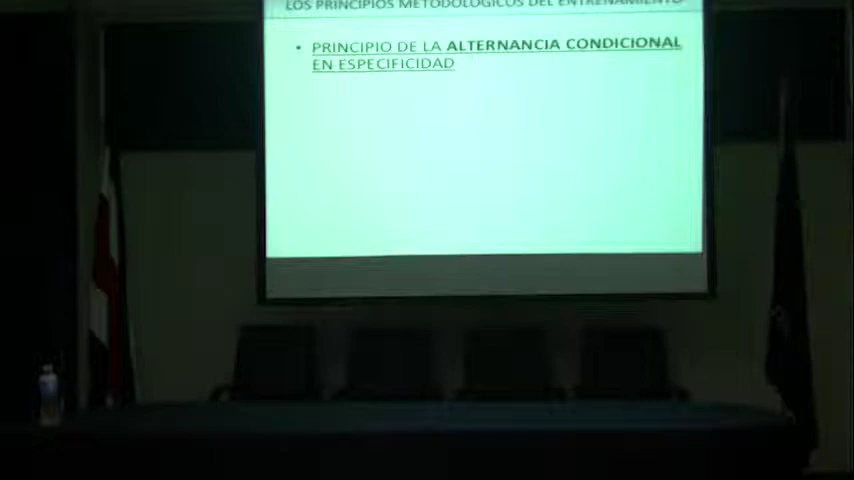 LOS PRINCIPIOS METODOLÓGICOS DEL ENTRENAMIENTO
• PRINCIPIO DE LA ALTERNANCIA CONDICIONAL
EN ESPECIFICIDAD